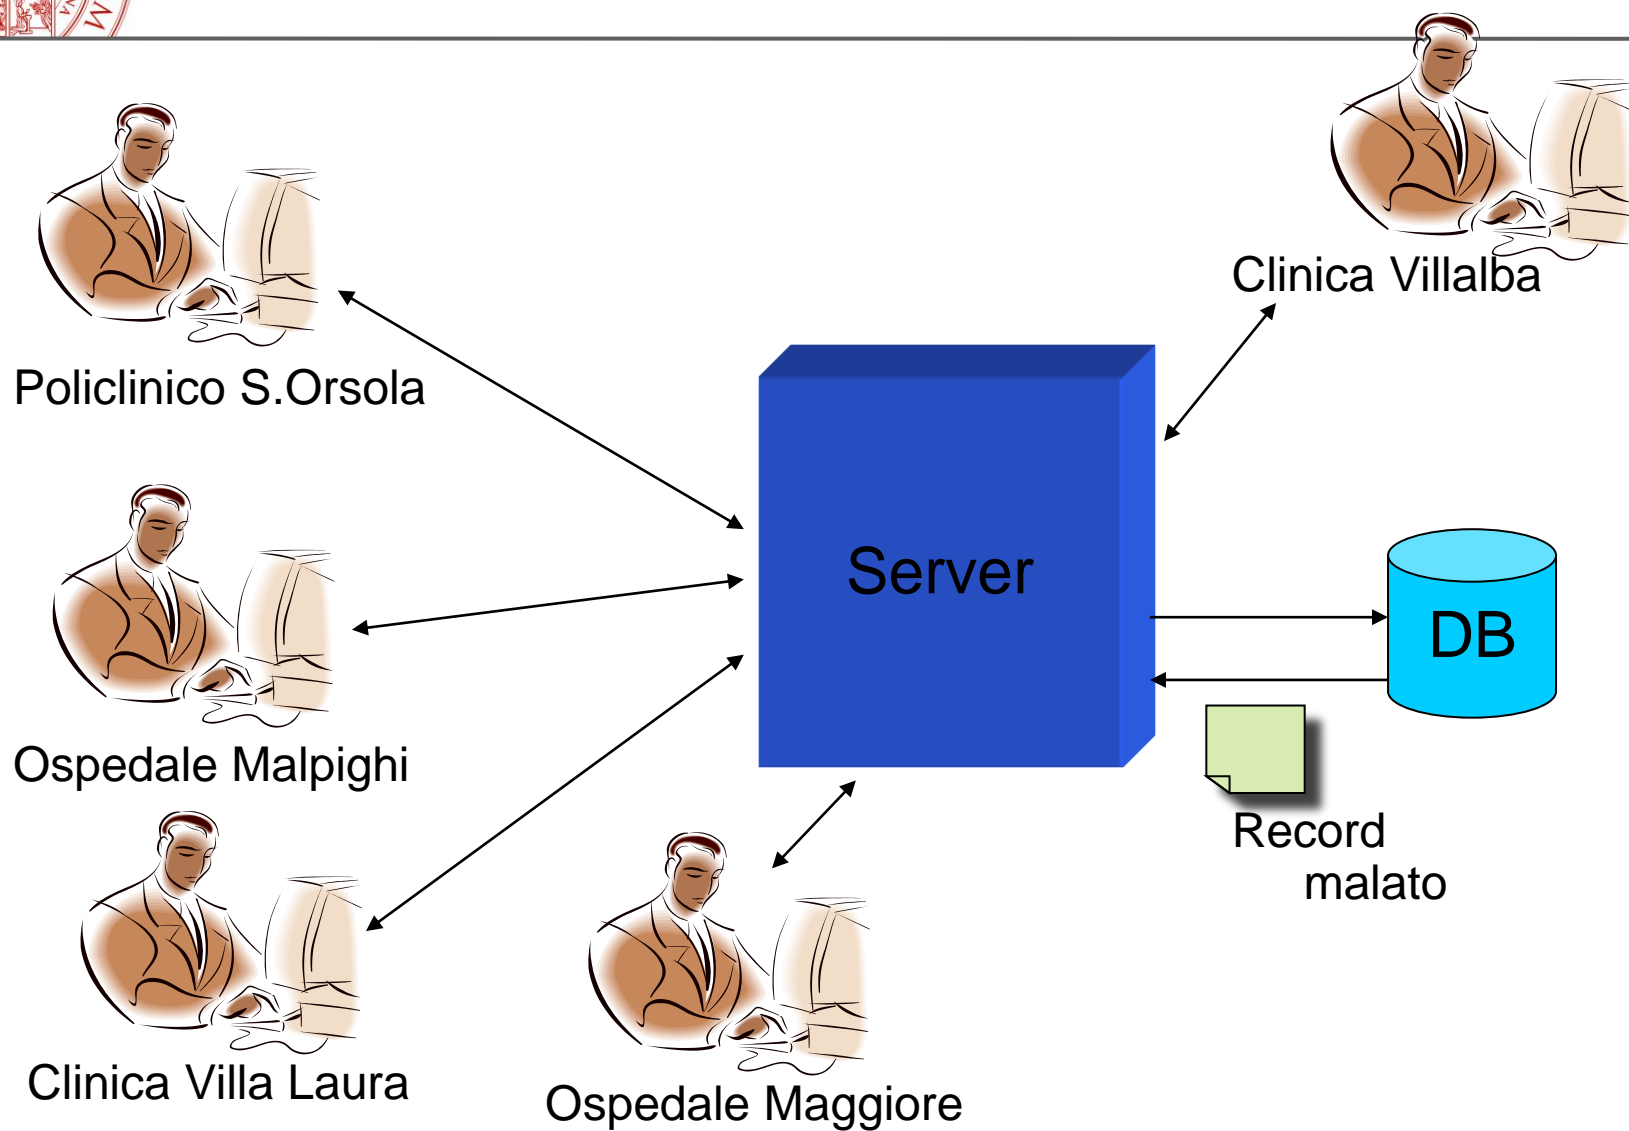 Clinica Villalba
Policlinico S.Orsola
Server
DB
Ospedale Malpighi
Record
malato
Clinica Villa Laura
Ospedale Maggiore